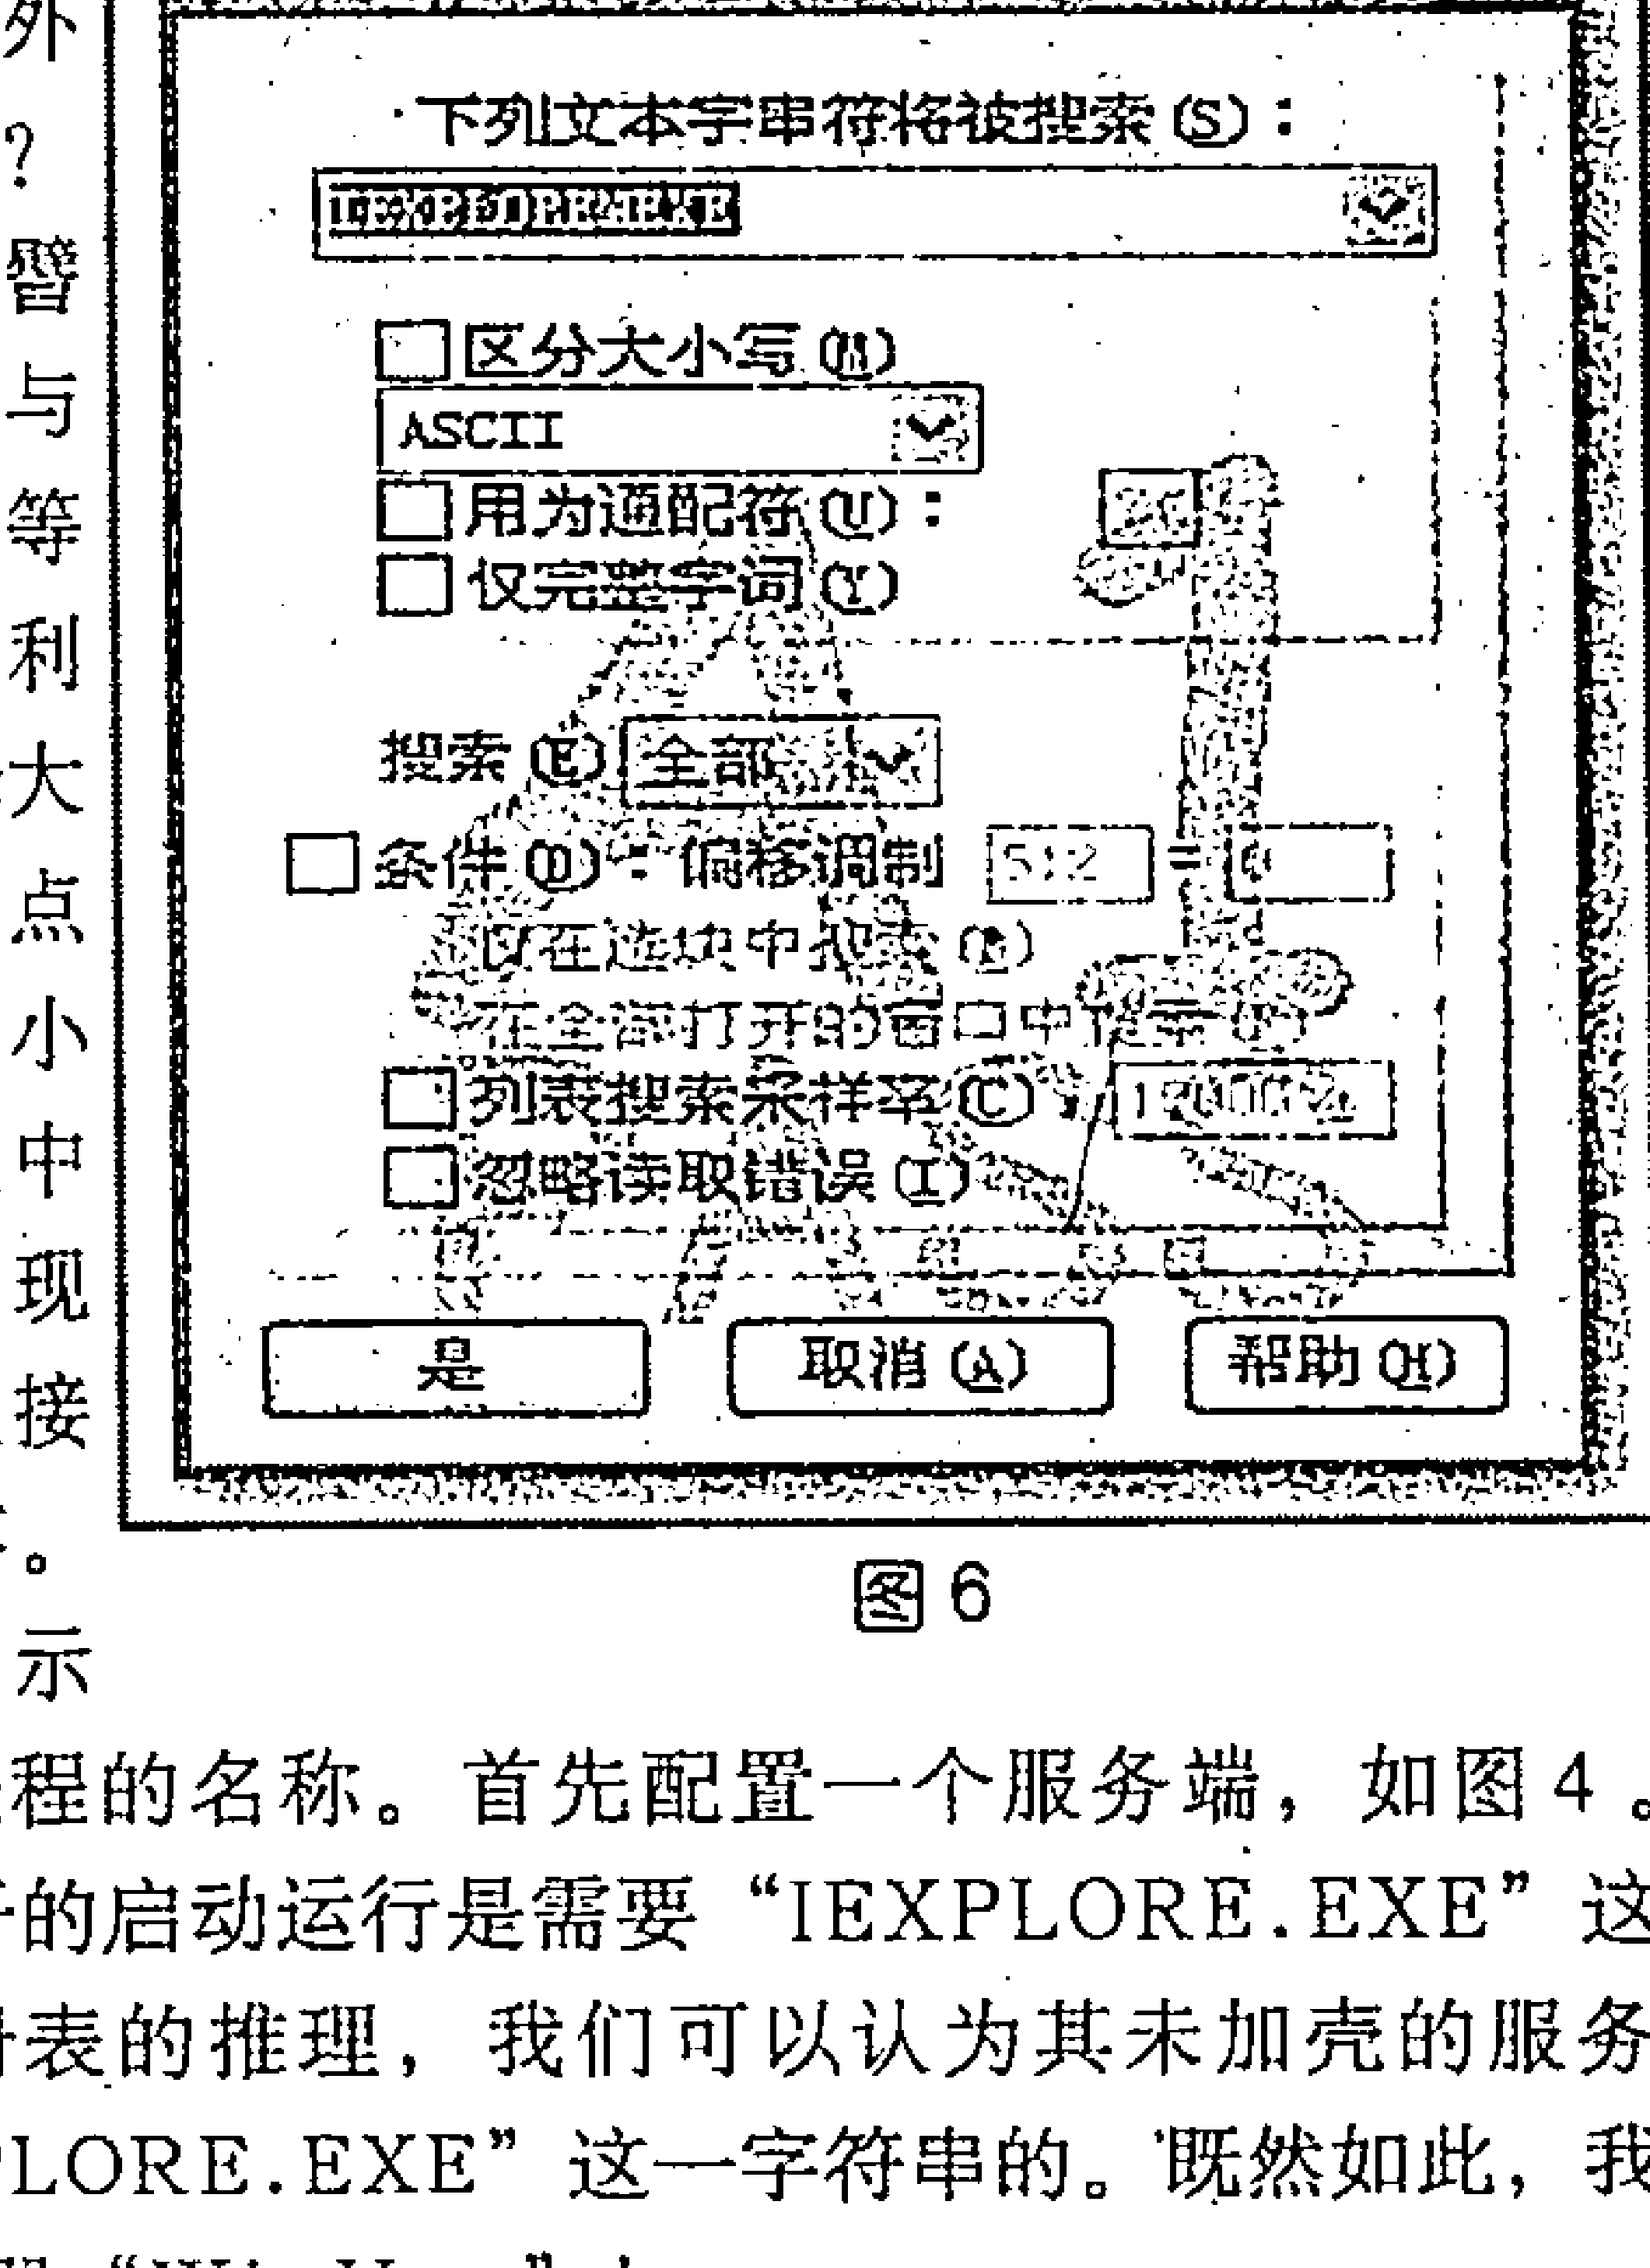 外
？
与
等
利
大
点
小
中
现
接
。
示
下列文本字串符将被搜索(S)：
区分大小写(M)
ASCII
用为通配符(U)：
仅完整字词(Y)
搜索(E) 全部
条件(O)：偏移调制 512 = 0
在选块中搜索
在全部打开的窗口中
列表搜索采样率(C)
忽略读取错误(I)
是 取消(A) 帮助(H)
图6
程的名称。首先配置一个服务端，如图4。
的启动运行是需要“IEXPLORE.EXE”这
表的推理，我们可以认为其未加壳的服务
PLORE.EXE”这一字符串的。既然如此，我